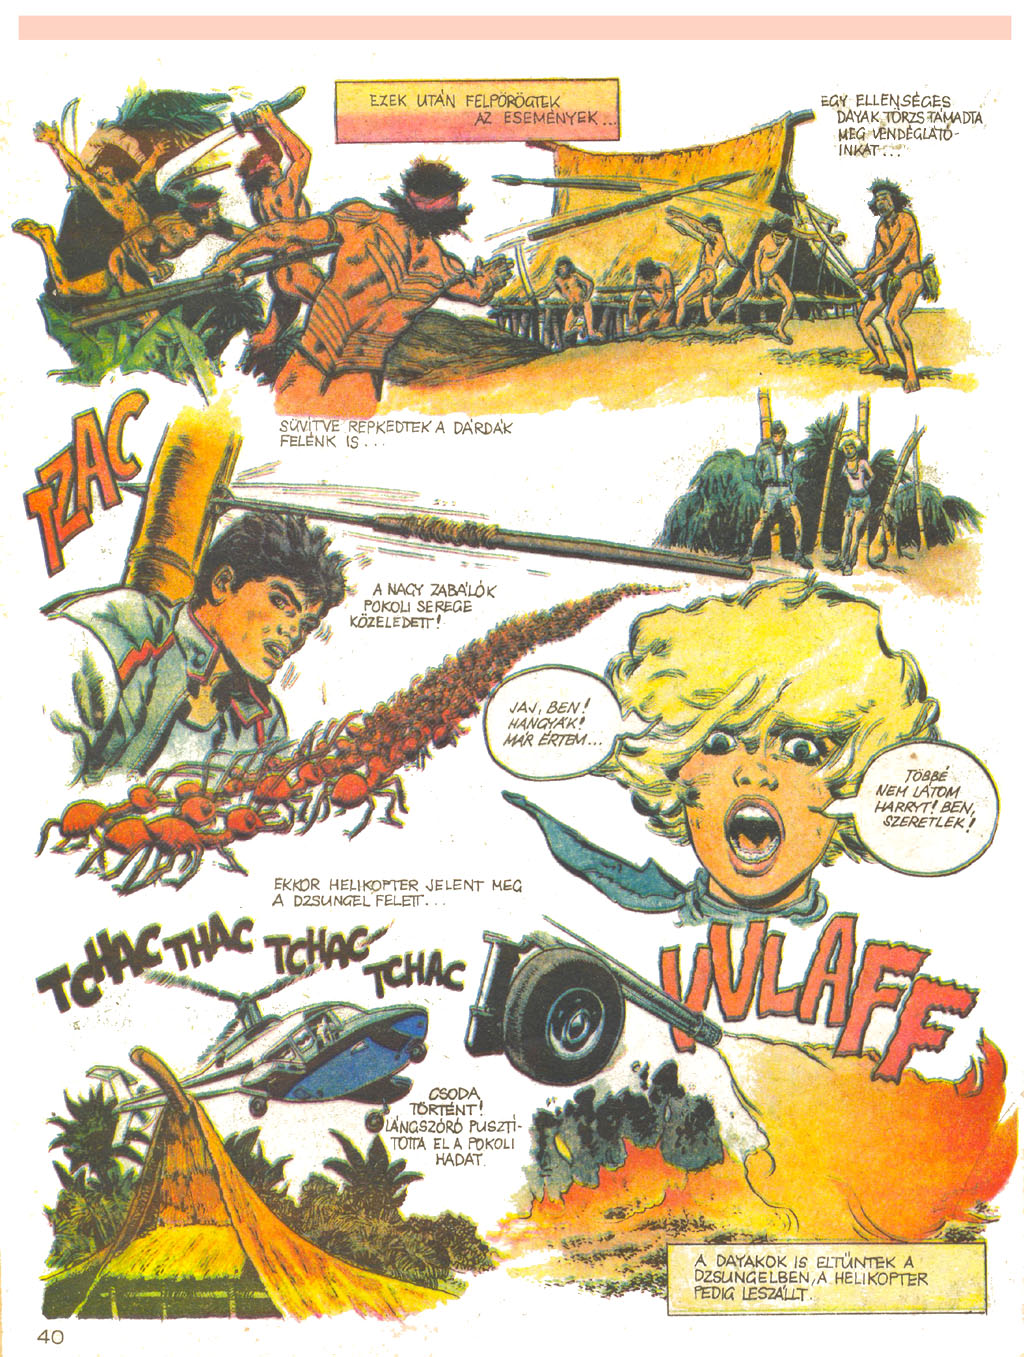 EZEK UTÁN FELPÖRÖGTEK
AZ ESEMÉNYEK...
EGY ELLENSÉGES
DAYAK TÖRZS TÁMADTA
MEG VENDÉGLÁTÓ-
INKAT...
SÜVÍTVE REPKEDTEK A DÁRDÁK
FELÉNK IS...
TZAC
A NAGY ZABÁLÓK
POKOLI SEREGE
KÖZELEDETT!
JAJ, BEN!
HANGYÁK!
MÁR ÉRTEM...
TÖBBÉ
NEM LÁTOM
HARRYT! BEN,
SZERETLEK!
EKKOR HELIKOPTER JELENT MEG
A DZSUNGEL FELETT...
TCHAC THAC TCHAC TCHAC
VVLAFF
CSODA
TÖRTÉNT!
LÁNGSZÓRÓ PUSZTÍ-
TOTTA EL A POKOLI
HADAT.
A DAYAKOK IS ELTŰNTEK A
DZSUNGELBEN, A HELIKOPTER
PEDIG LESZÁLLT.
40